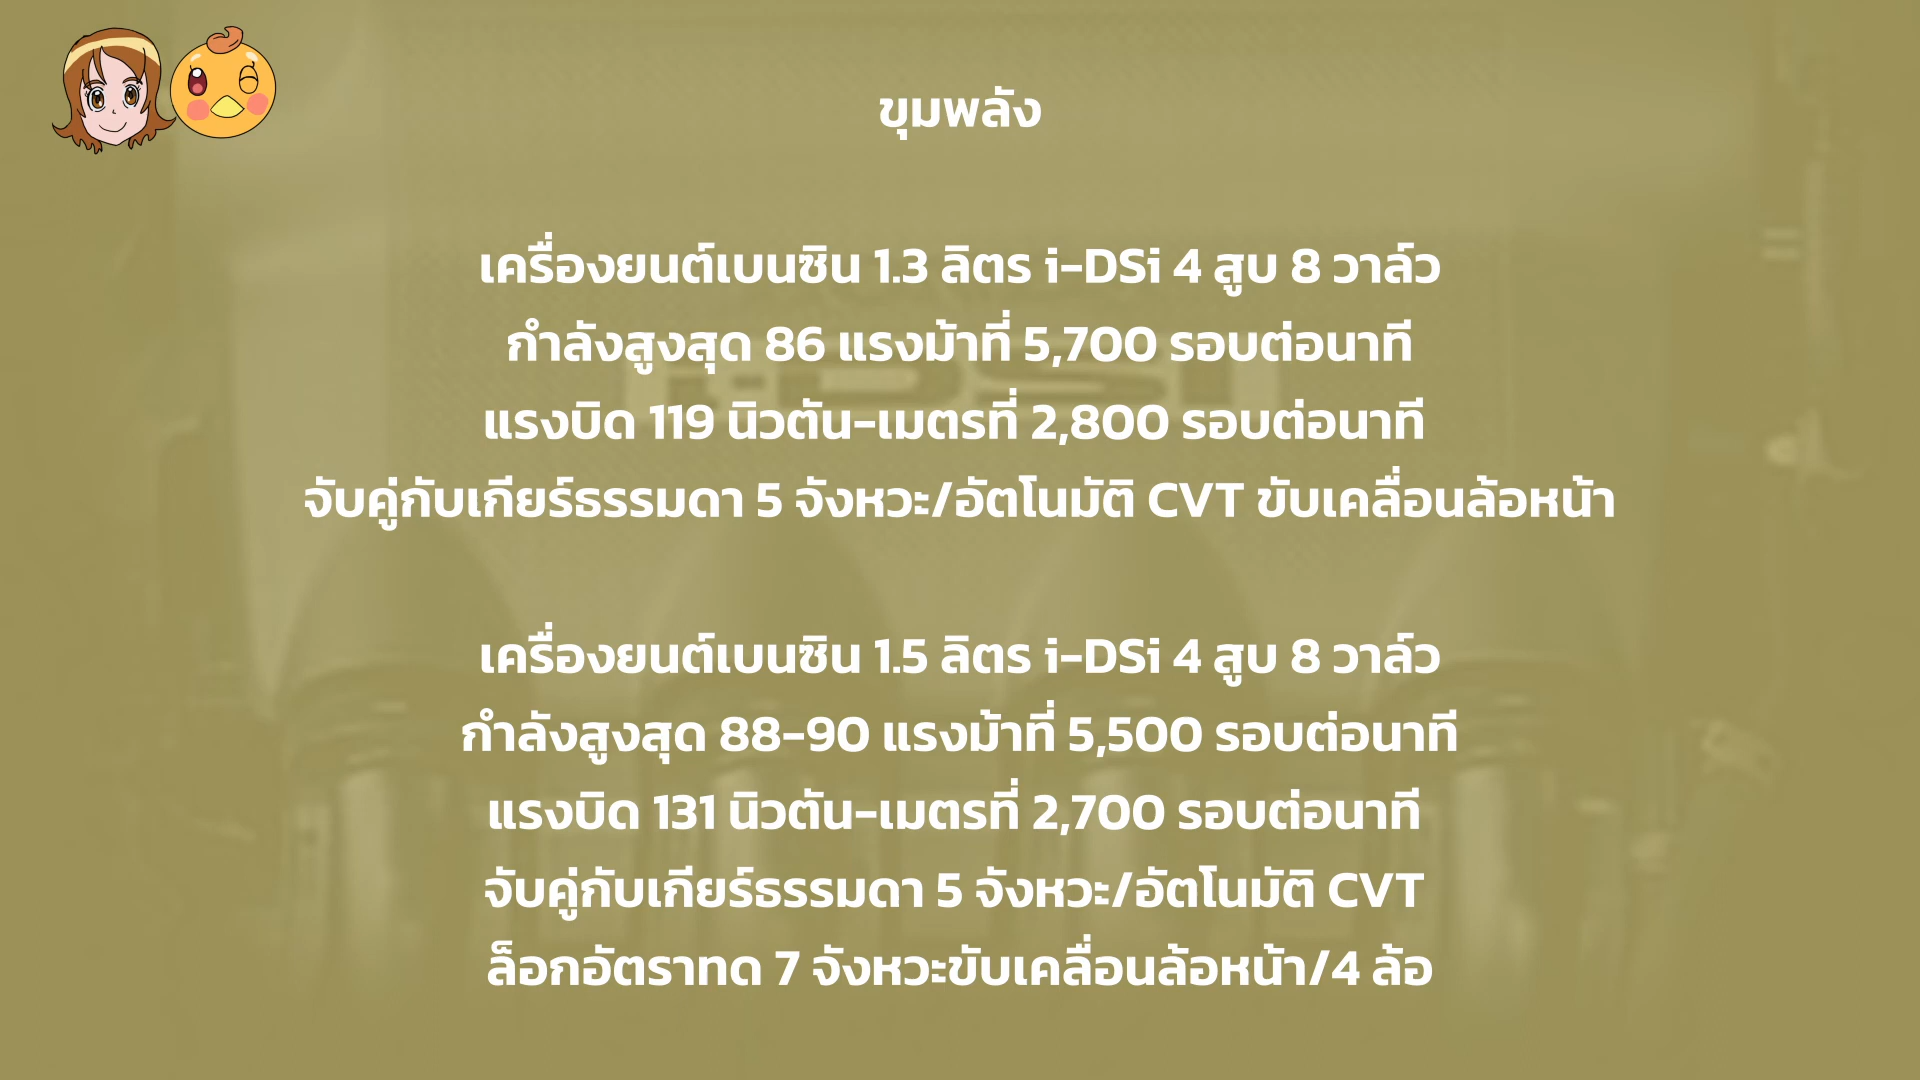 ขุมพลัง
เครื่องยนต์เบนซิน 1.3 ลิตร i-DSi 4 สูบ 8 วาล์ว
กำลังสูงสุด 86 แรงม้าที่ 5,700 รอบต่อนาที
แรงบิด 119 นิวตัน-เมตรที่ 2,800 รอบต่อนาที
จับคู่กับเกียร์ธรรมดา 5 จังหวะ/อัตโนมัติ CVT ขับเคลื่อนล้อหน้า
เครื่องยนต์เบนซิน 1.5 ลิตร i-DSi 4 สูบ 8 วาล์ว
กำลังสูงสุด 88-90 แรงม้าที่ 5,500 รอบต่อนาที
แรงบิด 131 นิวตัน-เมตรที่ 2,700 รอบต่อนาที
จับคู่กับเกียร์ธรรมดา 5 จังหวะ/อัตโนมัติ CVT
ล็อกอัตราทด 7 จังหวะขับเคลื่อนล้อหน้า/4 ล้อ
i-DSI